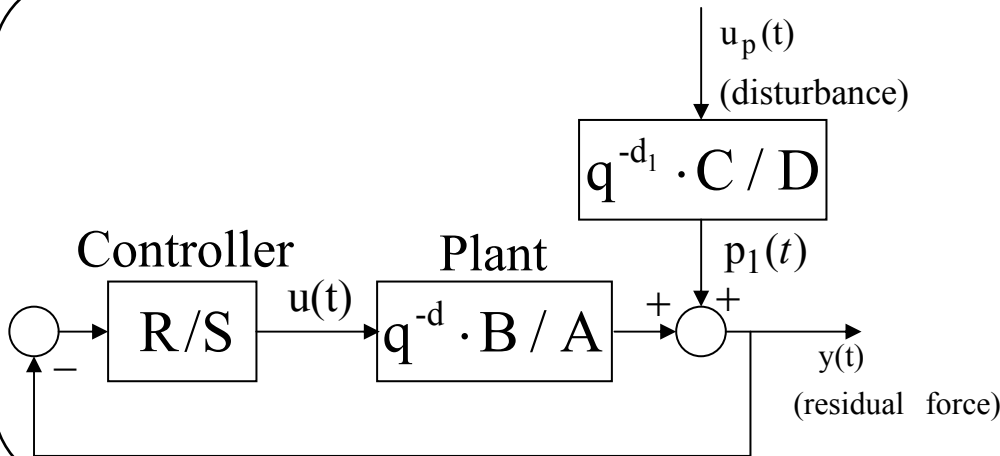 u_p(t)
(disturbance)
q^{-d_1} · C / D
p_1(t)
Controller
Plant
u(t)
R/S
q^{-d} · B / A
+
+
−
y(t)
(residual force)